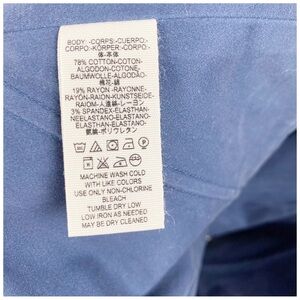 BODY:-CORPS:-CUERPO:-
CORPO:-KÖRPER:-CORPO:
体-本体
78% COTTON-COTON-
ALGODON-COTONE-
BAUMWOLLE-ALGODÃO-
棉花-綿
19% RAYON-RAYONNE-
RAYÓN-RAION-KUNSTSEIDE-
RAIOM-人造絲-レーヨン
3% SPANDEX-ELASTHAN-
NEELASTANO-ELASTANO-
ELASTHAN-ELASTANO-
氨綸-ポリウレタン
MACHINE WASH COLD
WITH LIKE COLORS
USE ONLY NON-CHLORINE
BLEACH
TUMBLE DRY LOW
LOW IRON AS NEEDED
MAY BE DRY CLEANED